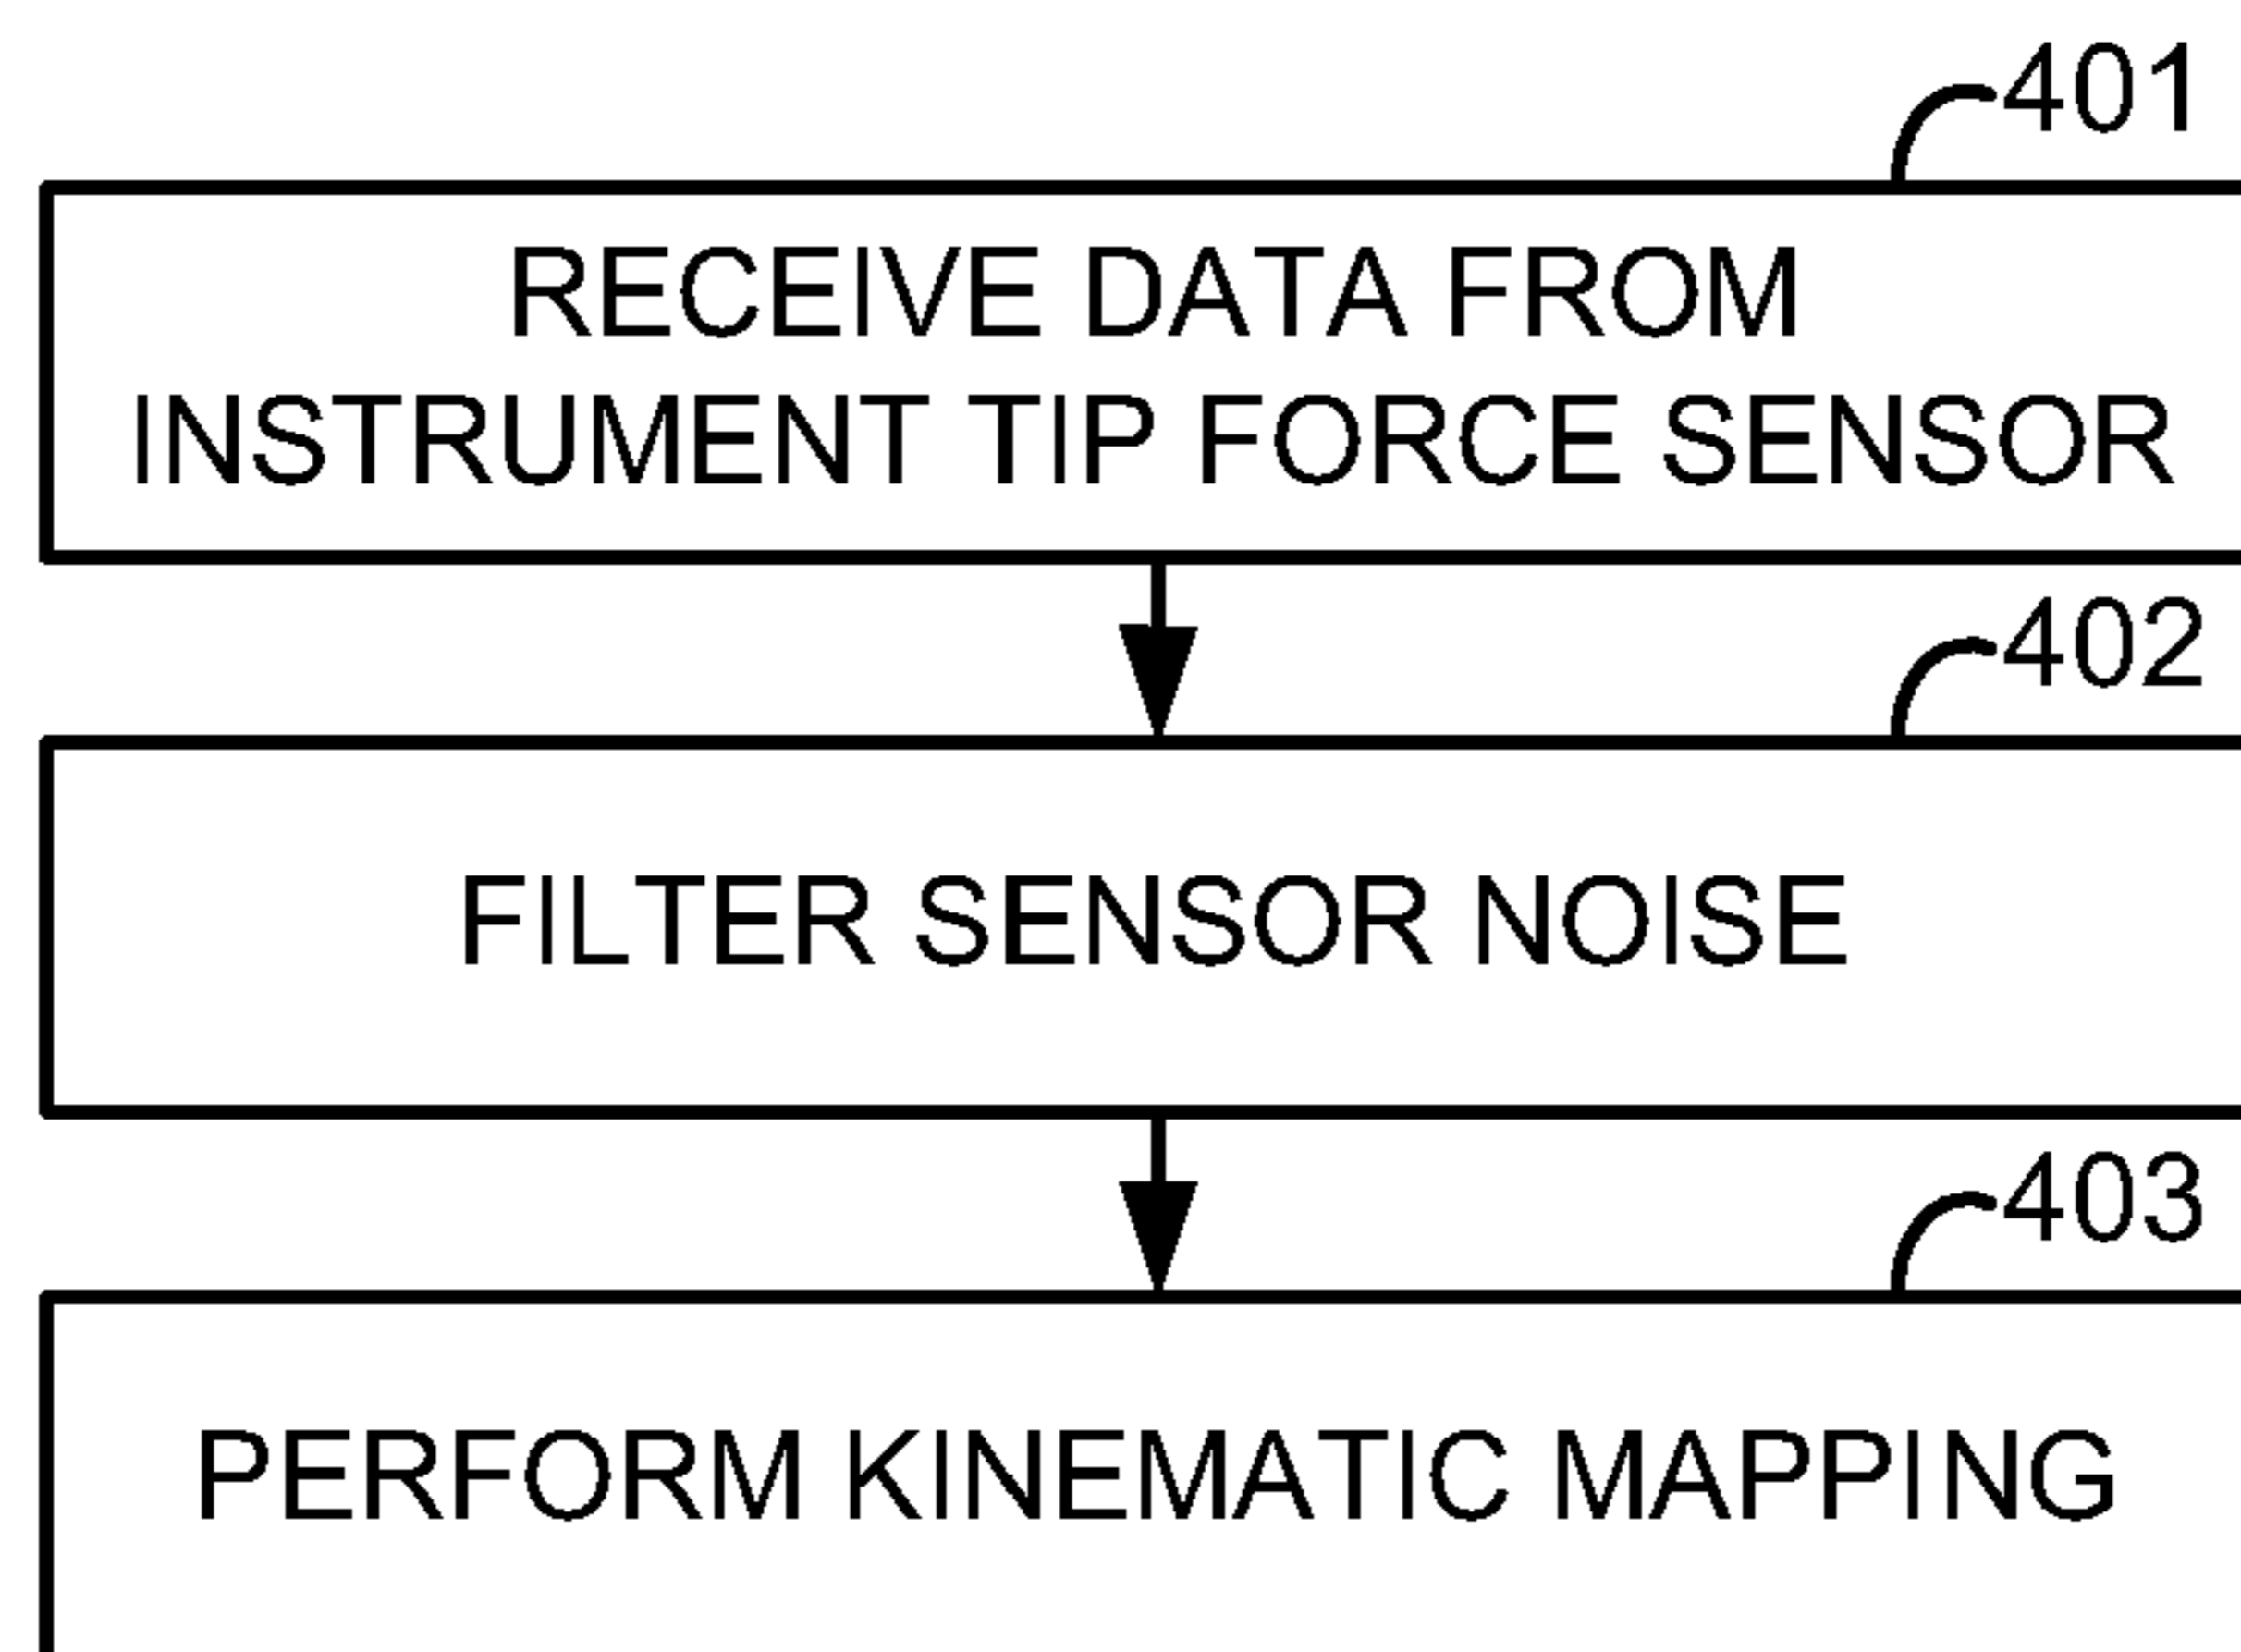 401
RECEIVE DATA FROM
INSTRUMENT TIP FORCE SENSOR
402
FILTER SENSOR NOISE
403
PERFORM KINEMATIC MAPPING